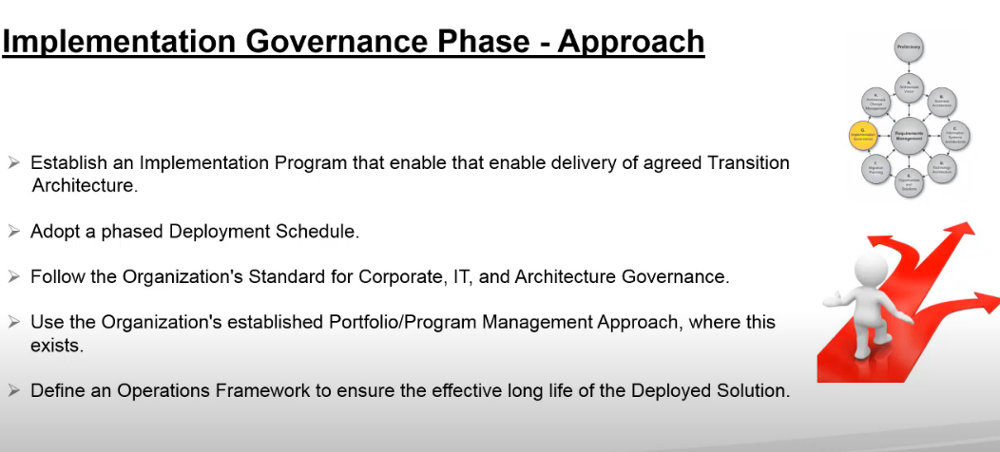 Implementation Governance Phase - Approach
Preliminary
A.
Architecture
Vision
H.
Architecture
Change
Management
B.
Business
Architecture
G.
Implementation
Governance
Requirements
Management
C.
Information
Systems
Architectures
F.
Migration
Planning
D.
Technology
Architecture
E.
Opportunities
and
Solutions
➢ Establish an Implementation Program that enable that enable delivery of agreed Transition
Architecture.
➢ Adopt a phased Deployment Schedule.
➢ Follow the Organization's Standard for Corporate, IT, and Architecture Governance.
➢ Use the Organization's established Portfolio/Program Management Approach, where this
exists.
➢ Define an Operations Framework to ensure the effective long life of the Deployed Solution.